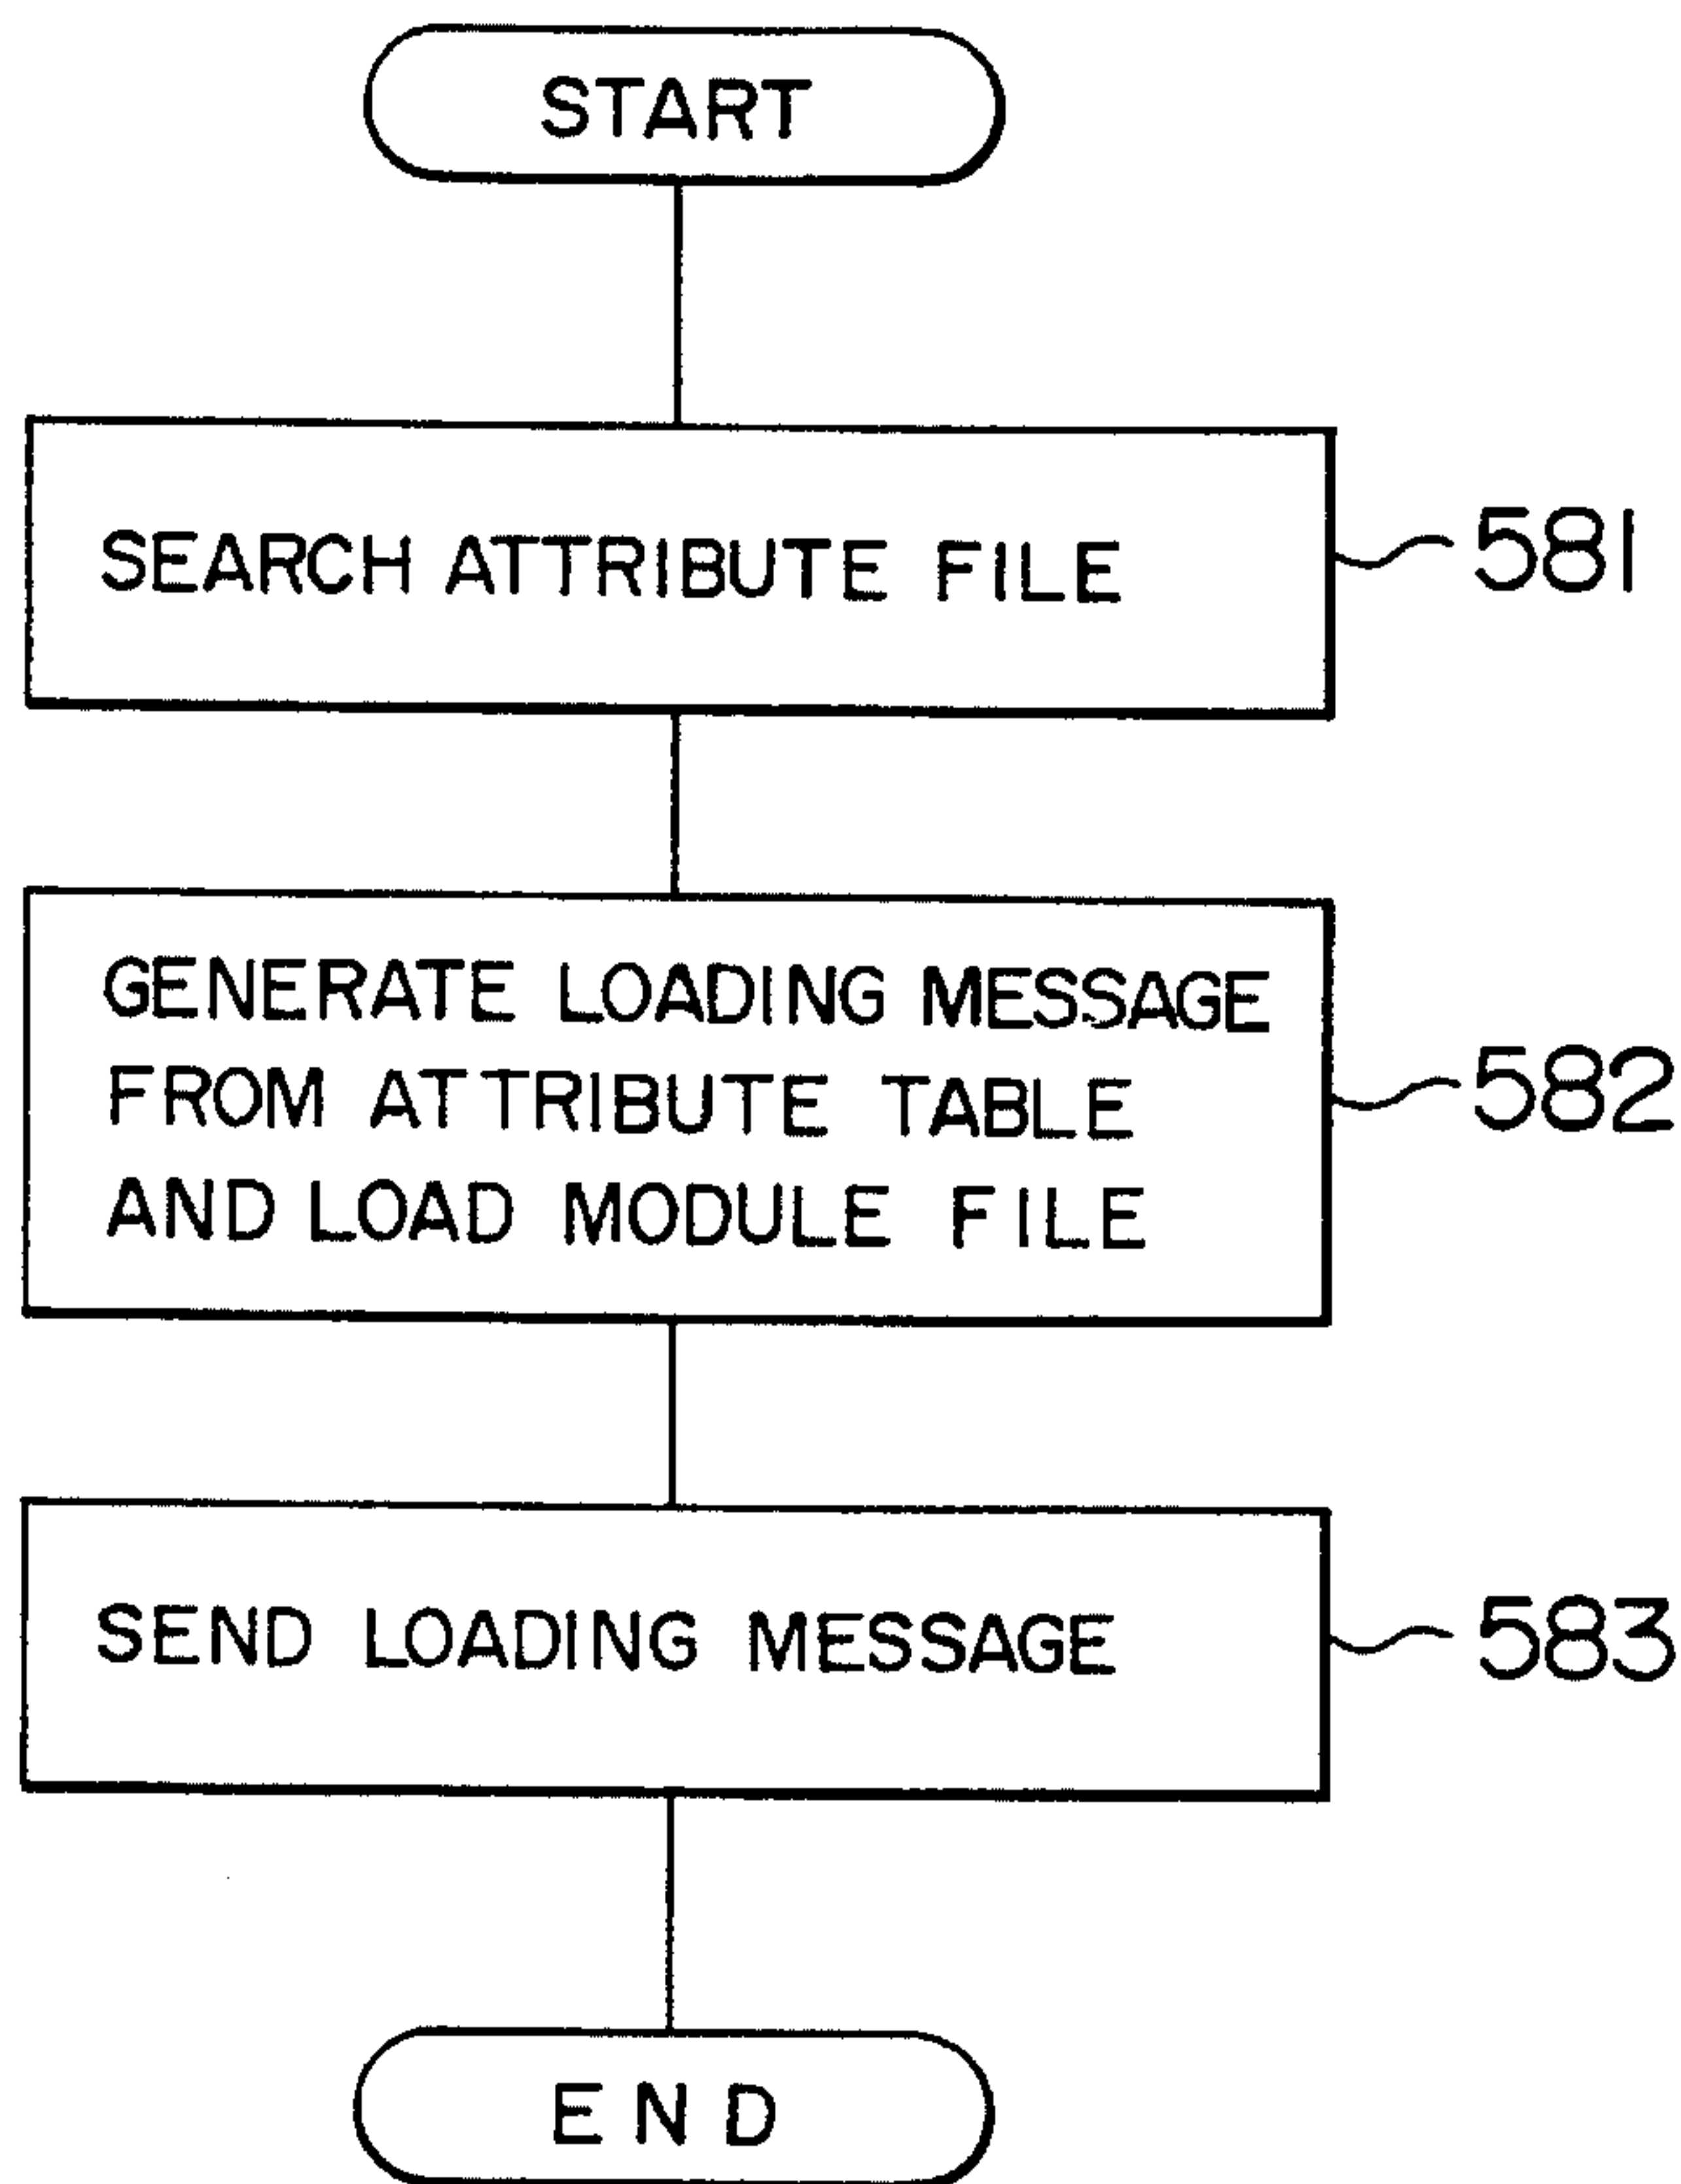 START
SEARCH ATTRIBUTE FILE
581
GENERATE LOADING MESSAGE
FROM ATTRIBUTE TABLE
AND LOAD MODULE FILE
582
SEND LOADING MESSAGE
583
END